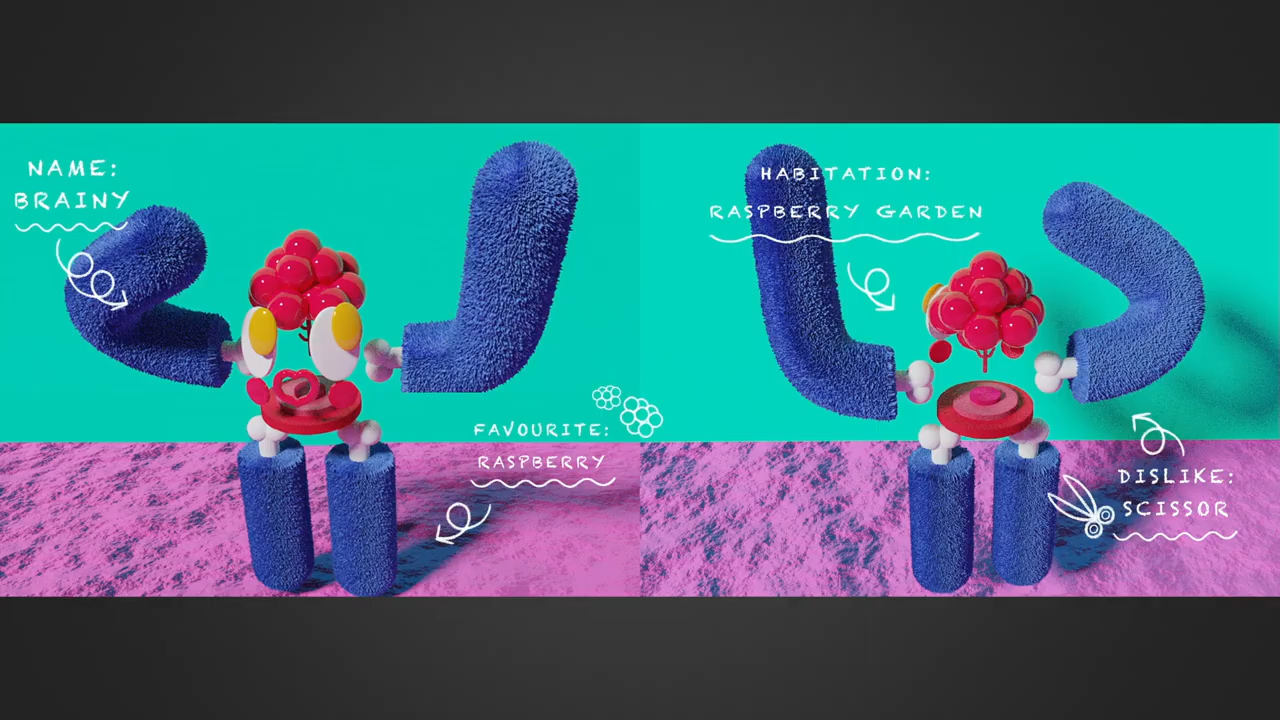 NAME:
BRAINY
FAVOURITE:
RASPBERRY
HABITATION:
RASPBERRY GARDEN
DISLIKE:
SCISSOR